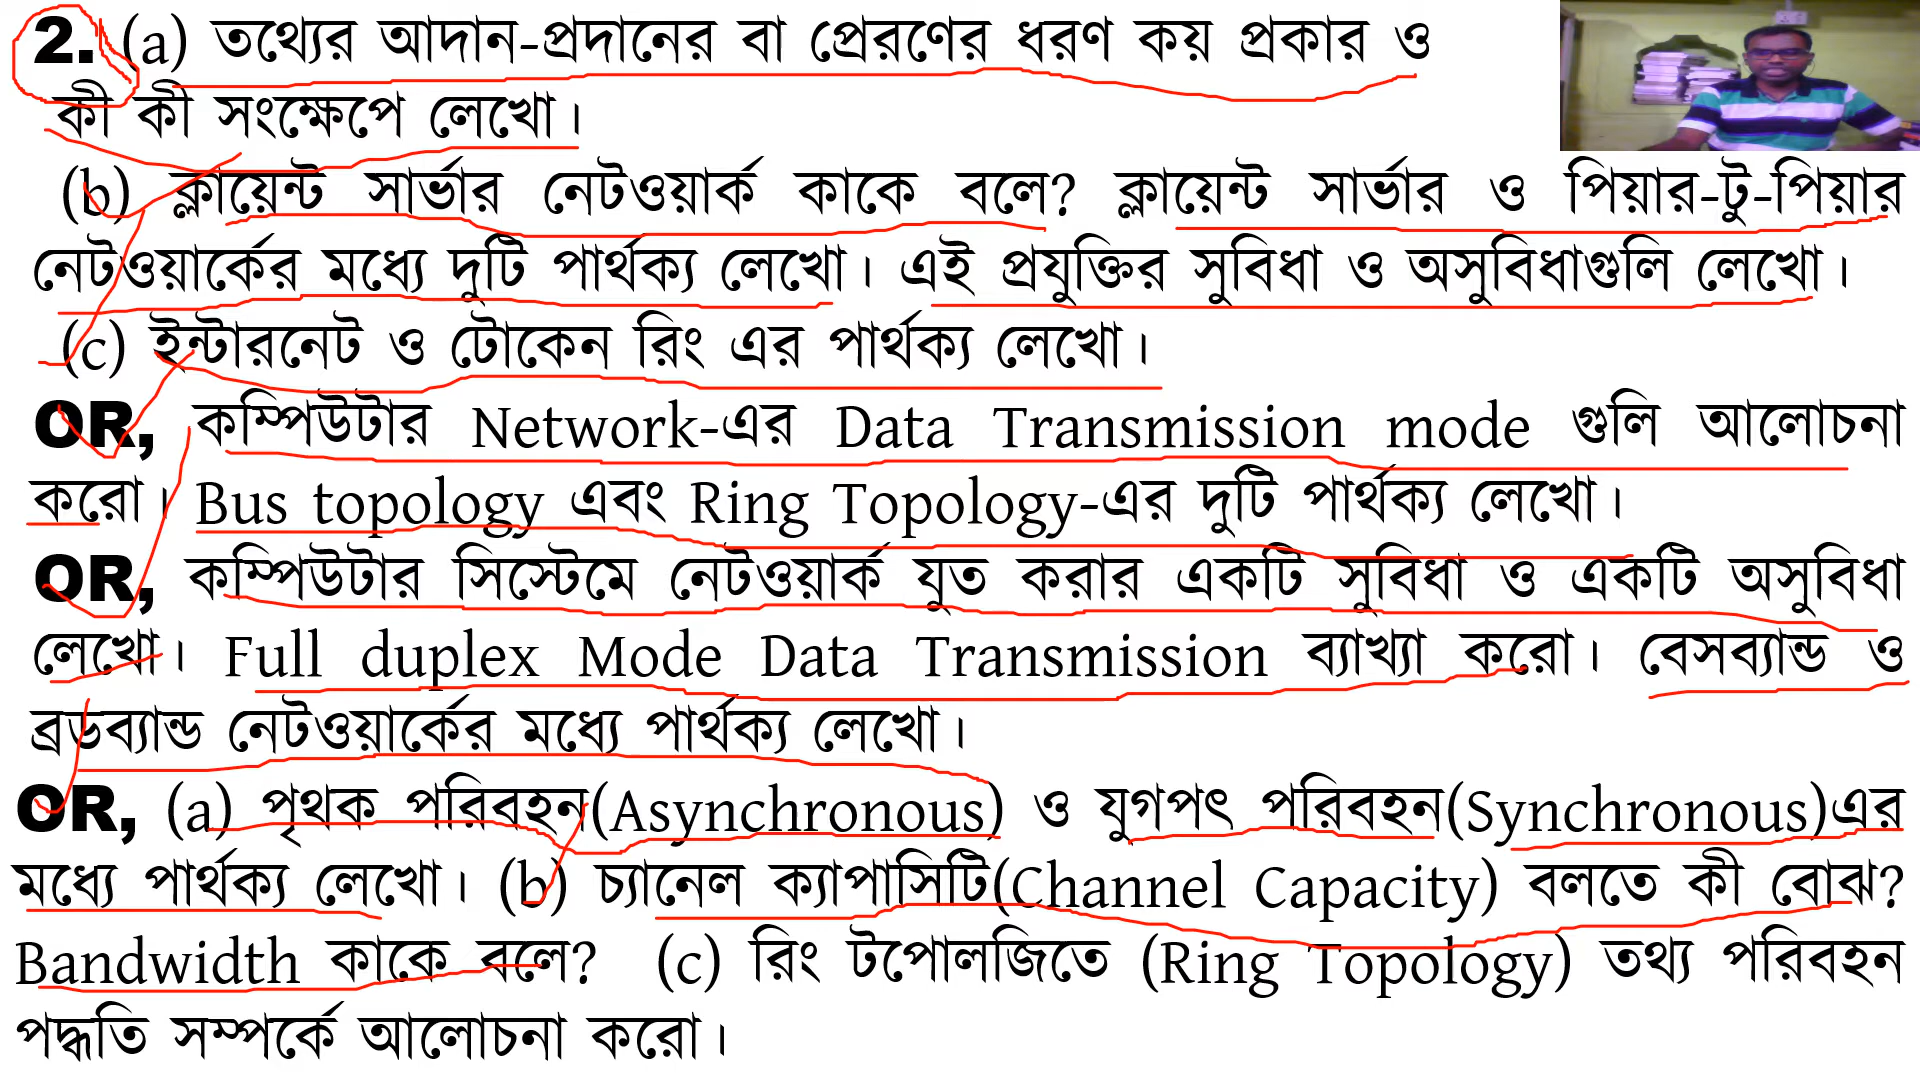 2. (a) তথ্যের আদান-প্রদানের বা প্রেরণের ধরণ কয় প্রকার ও
কী কী সংক্ষেপে লেখো।
(b) ক্লায়েন্ট সার্ভার নেটওয়ার্ক কাকে বলে? ক্লায়েন্ট সার্ভার ও পিয়ার-টু-পিয়ার
নেটওয়ার্কের মধ্যে দুটি পার্থক্য লেখো। এই প্রযুক্তির সুবিধা ও অসুবিধাগুলি লেখো।
(c) ইন্টারনেট ও টোকেন রিং এর পার্থক্য লেখো।
OR, কম্পিউটার Network-এর Data Transmission mode গুলি আলোচনা
করো। Bus topology এবং Ring Topology-এর দুটি পার্থক্য লেখো।
OR, কম্পিউটার সিস্টেমে নেটওয়ার্ক যুত করার একটি সুবিধা ও একটি অসুবিধা
লেখো। Full duplex Mode Data Transmission ব্যাখ্যা করো। বেসব্যান্ড ও
ব্রডব্যান্ড নেটওয়ার্কের মধ্যে পার্থক্য লেখো।
OR, (a) পৃথক পরিবহন(Asynchronous) ও যুগপৎ পরিবহন(Synchronous)এর
মধ্যে পার্থক্য লেখো। (b) চ্যানেল ক্যাপাসিটি(Channel Capacity) বলতে কী বোঝ?
Bandwidth কাকে বলে? (c) রিং টপোলজিতে (Ring Topology) তথ্য পরিবহন
পদ্ধতি সম্পর্কে আলোচনা করো।